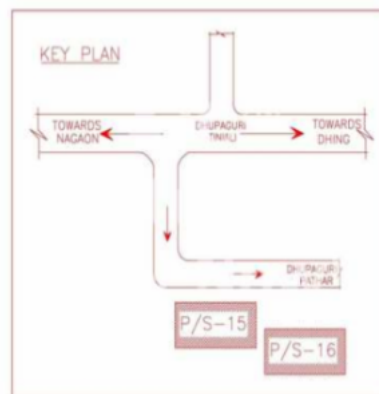 KEY PLAN
TOWARDS
NAGAON
DHUPAGURI
TINIALI
TOWARDS
DHING
DHUPAGURI
PATHAR
P/S-15
P/S-16